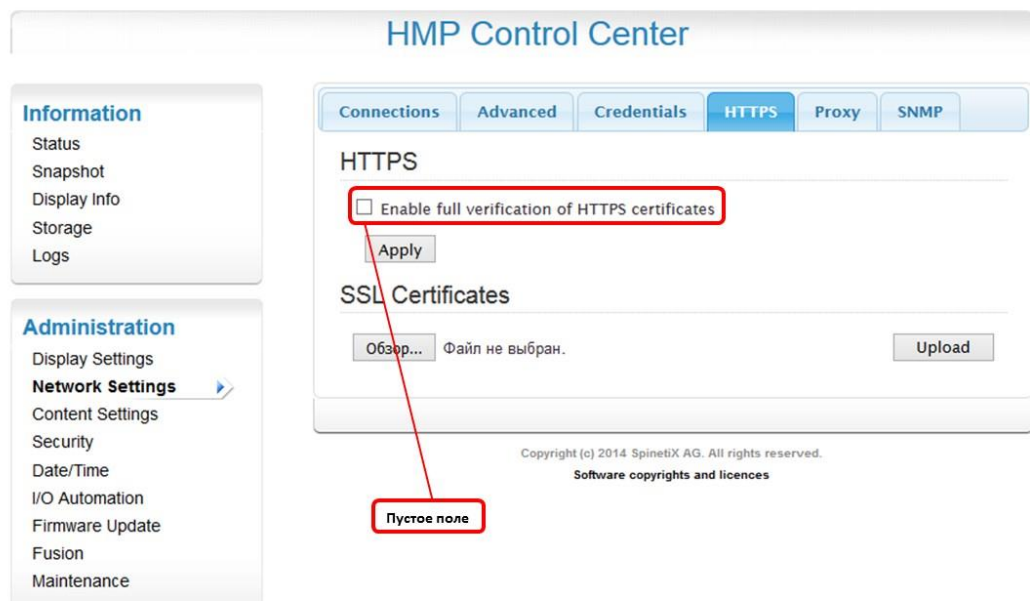 HMP Control Center
Information
Status
Snapshot
Display Info
Storage
Logs
Administration
Display Settings
Network Settings
Content Settings
Security
Date/Time
I/O Automation
Firmware Update
Fusion
Maintenance
Connections Advanced Credentials HTTPS Proxy SNMP
HTTPS
Enable full verification of HTTPS certificates
Apply
SSL Certificates
Обзор... Файл не выбран. Upload
Copyright (c) 2014 SpinetiX AG. All rights reserved.
Software copyrights and licences
Пустое поле